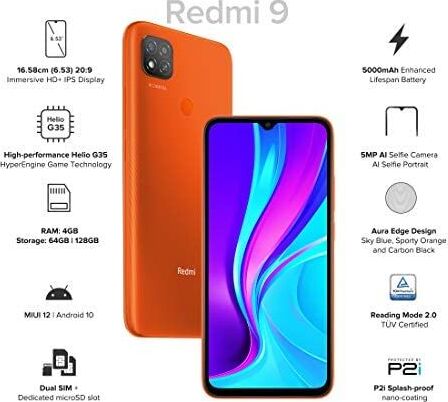 Redmi 9
6.53"
16.58cm (6.53) 20:9
Immersive HD+ IPS Display
Helio
G35
High-performance Helio G35
HyperEngine Game Technology
RAM: 4GB
Storage: 64GB | 128GB
MIUI 12 | Android 10
Dual SIM +
Dedicated microSD slot
Redmi
5000mAh Enhanced
Lifespan Battery
5MP AI Selfie Camera
AI Selfie Portrait
Aura Edge Design
Sky Blue, Sporty Orange
and Carbon Black
Reading Mode 2.0
TÜV Certified
PROTECTED BY
P2i
P2i Splash-proof
nano-coating